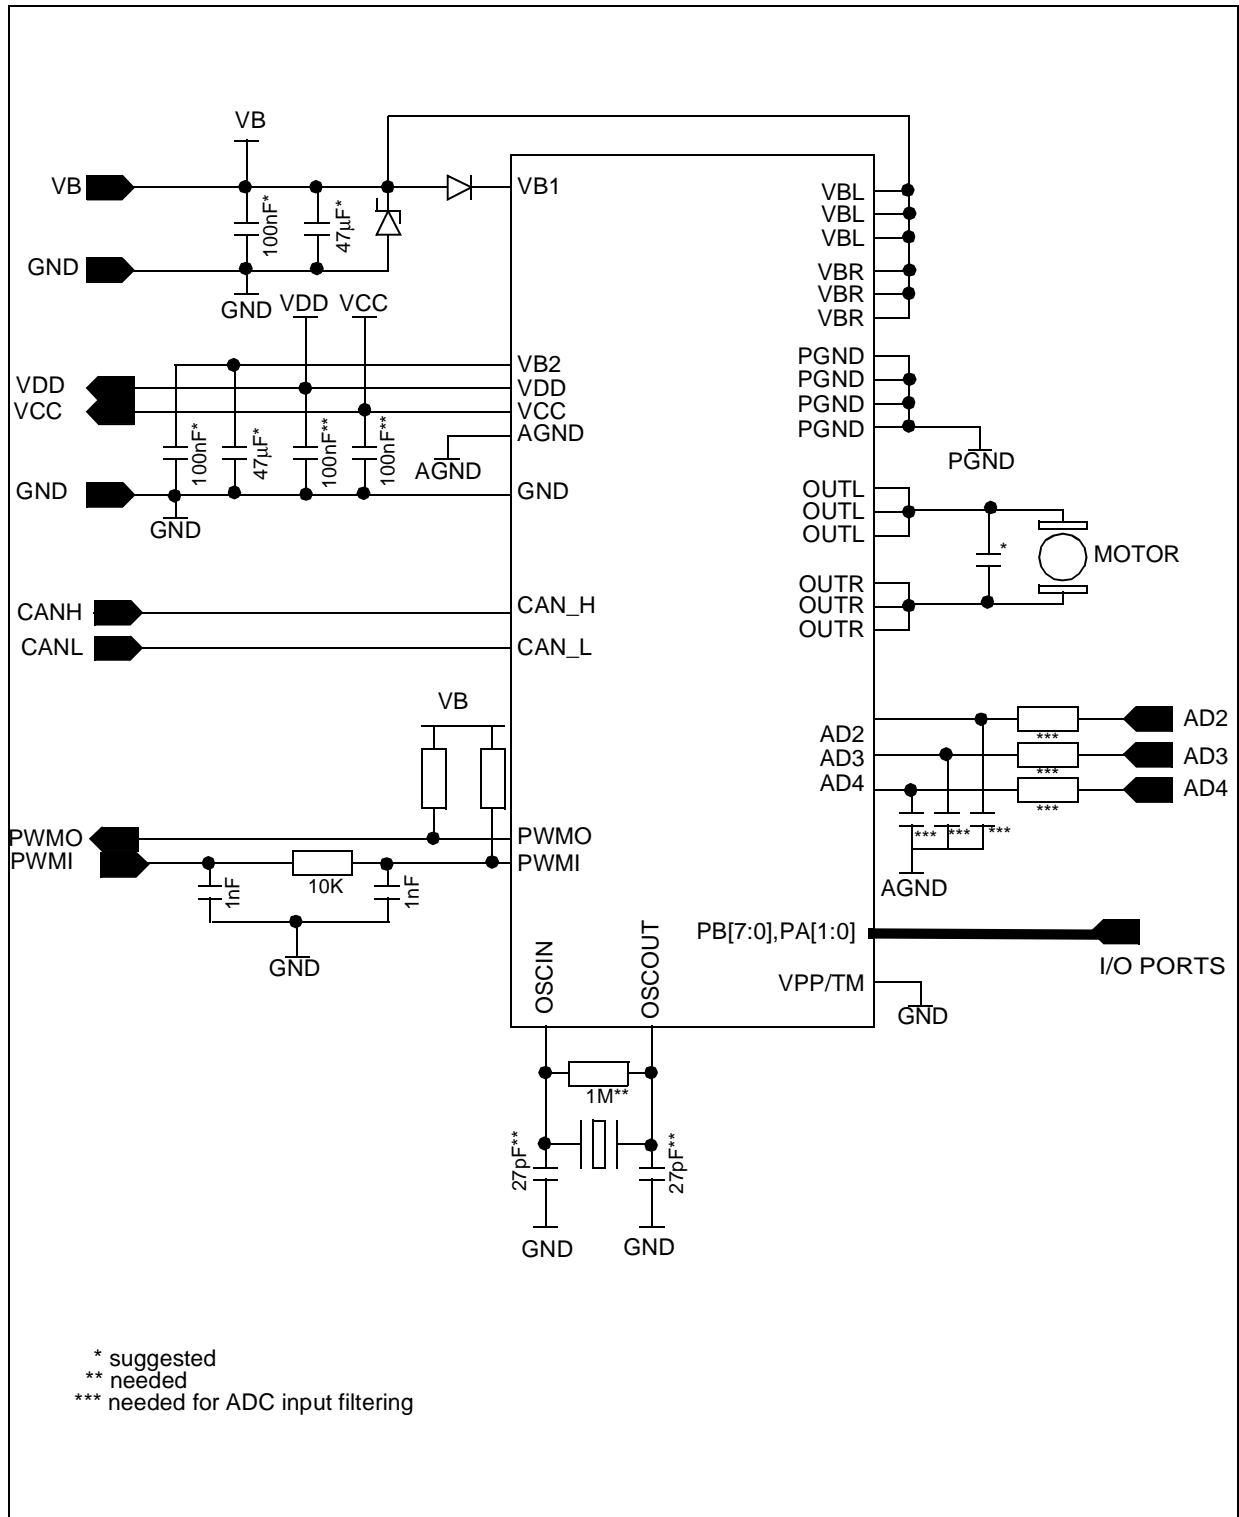 VB
VB
VB1
100nF*
47µF*
GND
GND
VDD
VCC
VBL
VBL
VBL
VBR
VBR
VBR
VB2
VDD
VDD
VCC
VCC
AGND
AGND
100nF*
47µF*
100nF**
100nF**
GND
GND
GND
PGND
PGND
PGND
PGND
PGND
OUTL
OUTL
OUTL
*
MOTOR
OUTR
OUTR
OUTR
CANH
CAN_H
CANL
CAN_L
VB
AD2
AD3
AD4
***
***
***
AD2
AD3
AD4
***
***
***
AGND
PWMO
PWMO
PWMI
PWMI
1nF
10K
1nF
GND
OSCIN
OSCOUT
PB[7:0],PA[1:0]
I/O PORTS
VPP/TM
GND
1M**
27pF**
27pF**
GND
GND
* suggested
** needed
*** needed for ADC input filtering